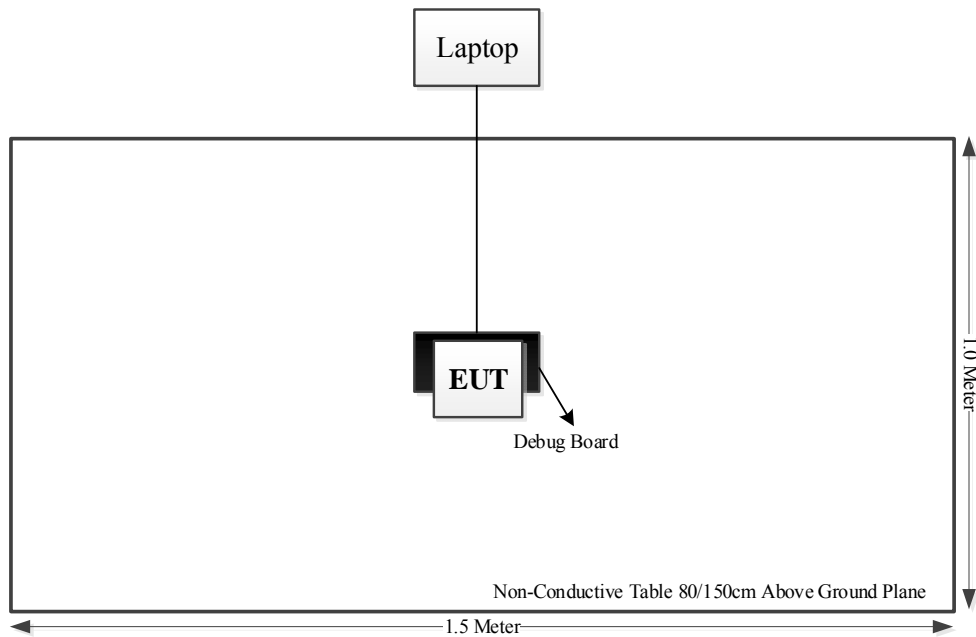 Laptop
EUT
Debug Board
1.0 Meter
Non-Conductive Table 80/150cm Above Ground Plane
1.5 Meter